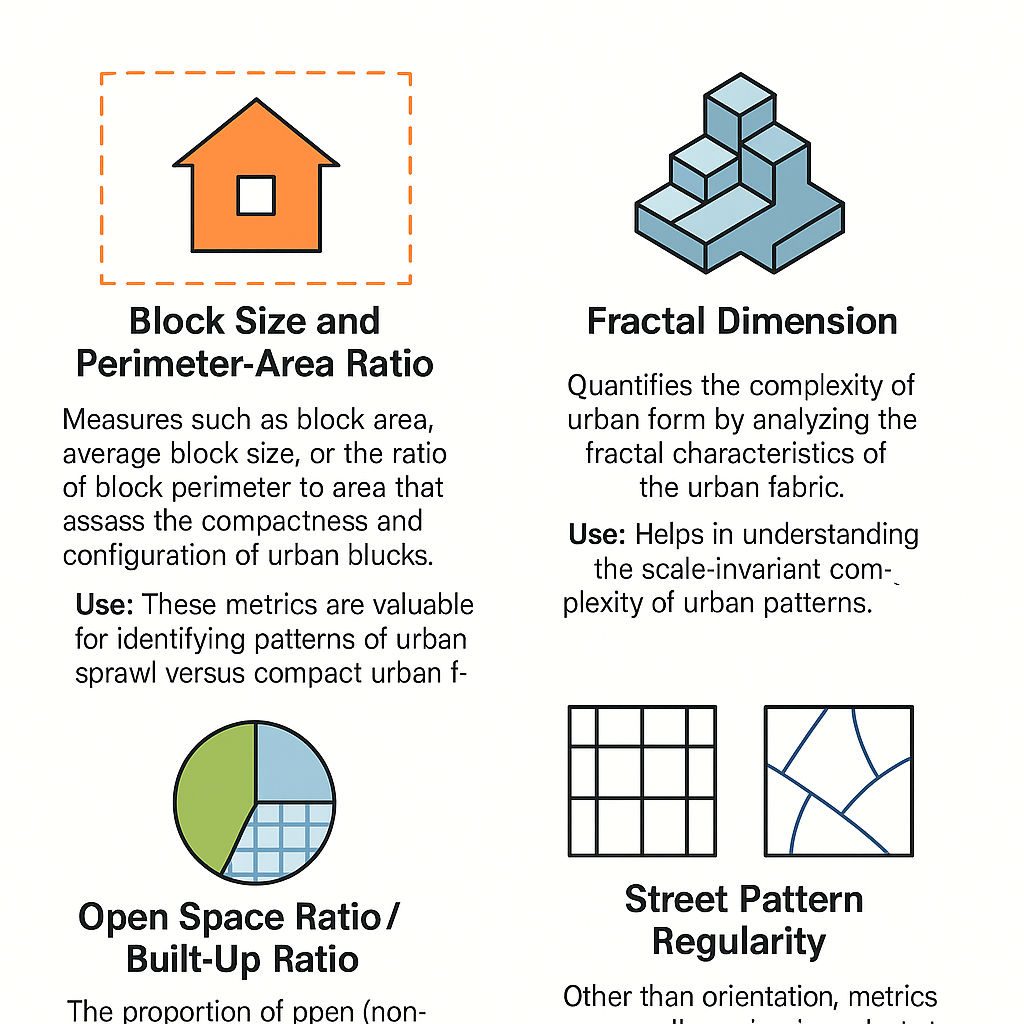 Block Size and
Perimeter-Area Ratio
Measures such as block area,
average block size, or the ratio
of block perimeter to area that
assass the compactness and
configuration of urban blucks.
Use: These metrics are valuable
for identifying patterns of urban
sprawl versus compact urban f-
Fractal Dimension
Quantifies the complexity of
urban form by analyzing the
fractal characteristics of
the urban fabric.
Use: Helps in understanding
the scale-invariant com-
plexity of urban patterns.
Open Space Ratio/
Built-Up Ratio
The proportion of ppen (non-
Street Pattern
Regularity
Other than orientation, metrics